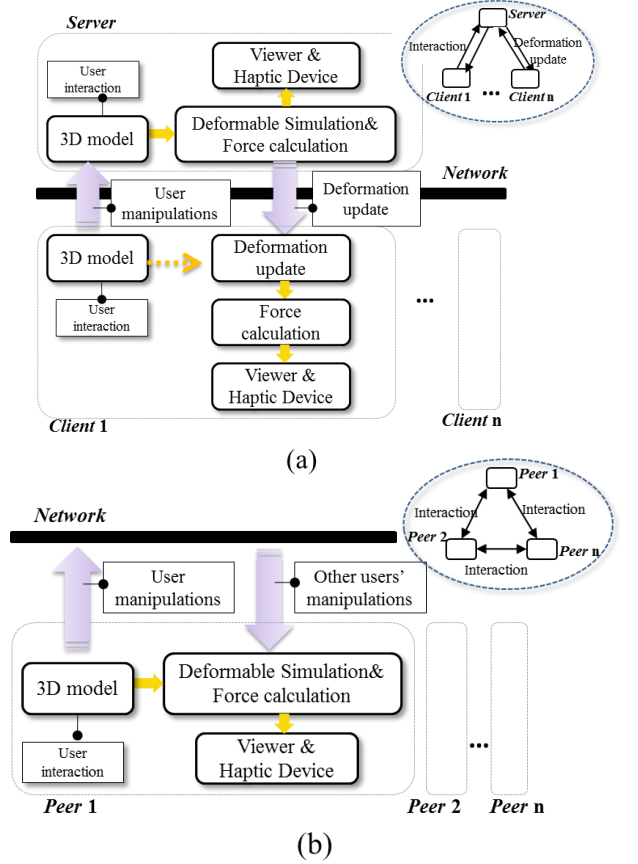 Server
Viewer &
Haptic Device
User
interaction
3D model
Deformable Simulation&
Force calculation
Server
Interaction
Deformation
update
Client 1
...
Client n
Network
User
manipulations
Deformation
update
3D model
Deformation
update
User
interaction
Force
calculation
Viewer &
Haptic Device
...
Client 1
Client n
(a)
Network
Peer 1
Interaction
Interaction
Peer 2
Peer n
Interaction
User
manipulations
Other users'
manipulations
3D model
Deformable Simulation&
Force calculation
User
interaction
Viewer &
Haptic Device
...
Peer 1
Peer 2
Peer n
(b)